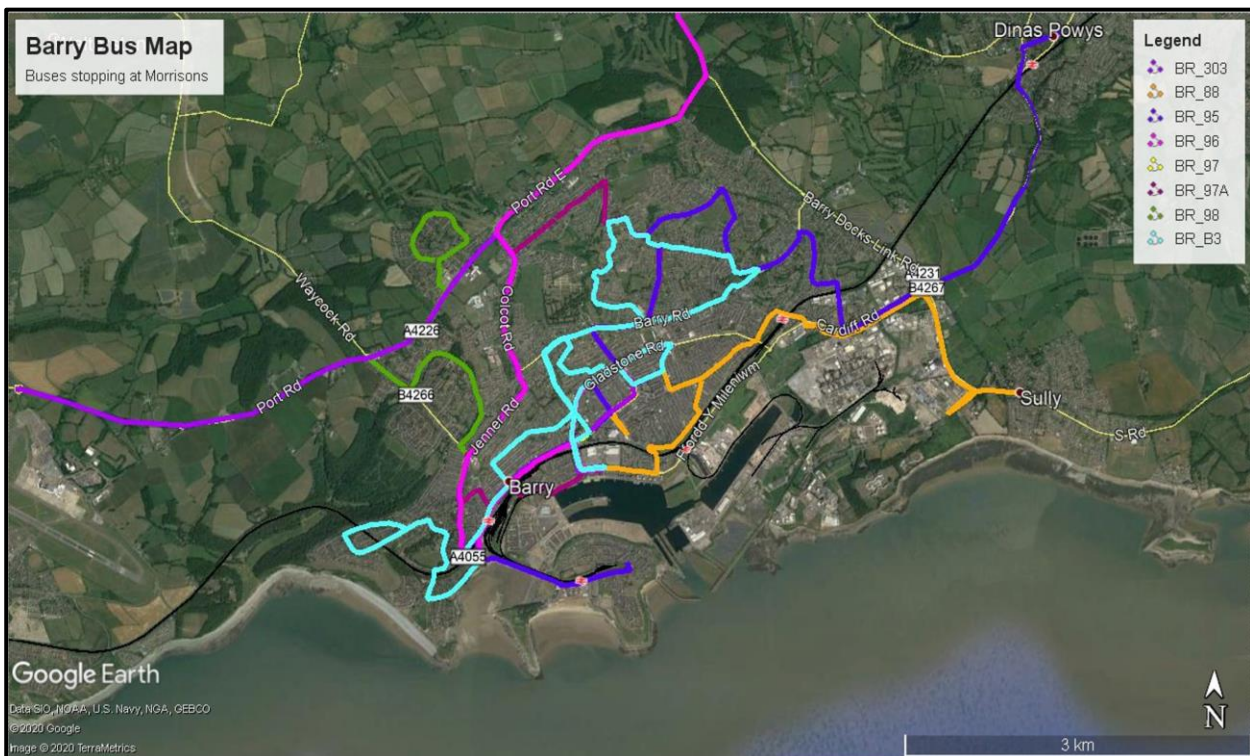 Barry Bus Map
Buses stopping at Morrisons
Dinas Powys
Legend
BR_303
BR_88
BR_95
BR_96
BR_97
BR_97A
BR_98
BR_B3
Port Rd E
Barry Docks Link Rd
Waycock Rd
Colcot Rd
A4231
B4267
A4226
Barry Rd
Cardiff Rd
Gladstone Rd
Port Rd
B4266
Ffordd Y Mileniwm
Sully
S Rd
Jenner Rd
Barry
A4055
Google Earth
Data SIO, NOAA, U.S. Navy, NGA, GEBCO
©2020 Google
Image © 2020 TerraMetrics
N
3 km